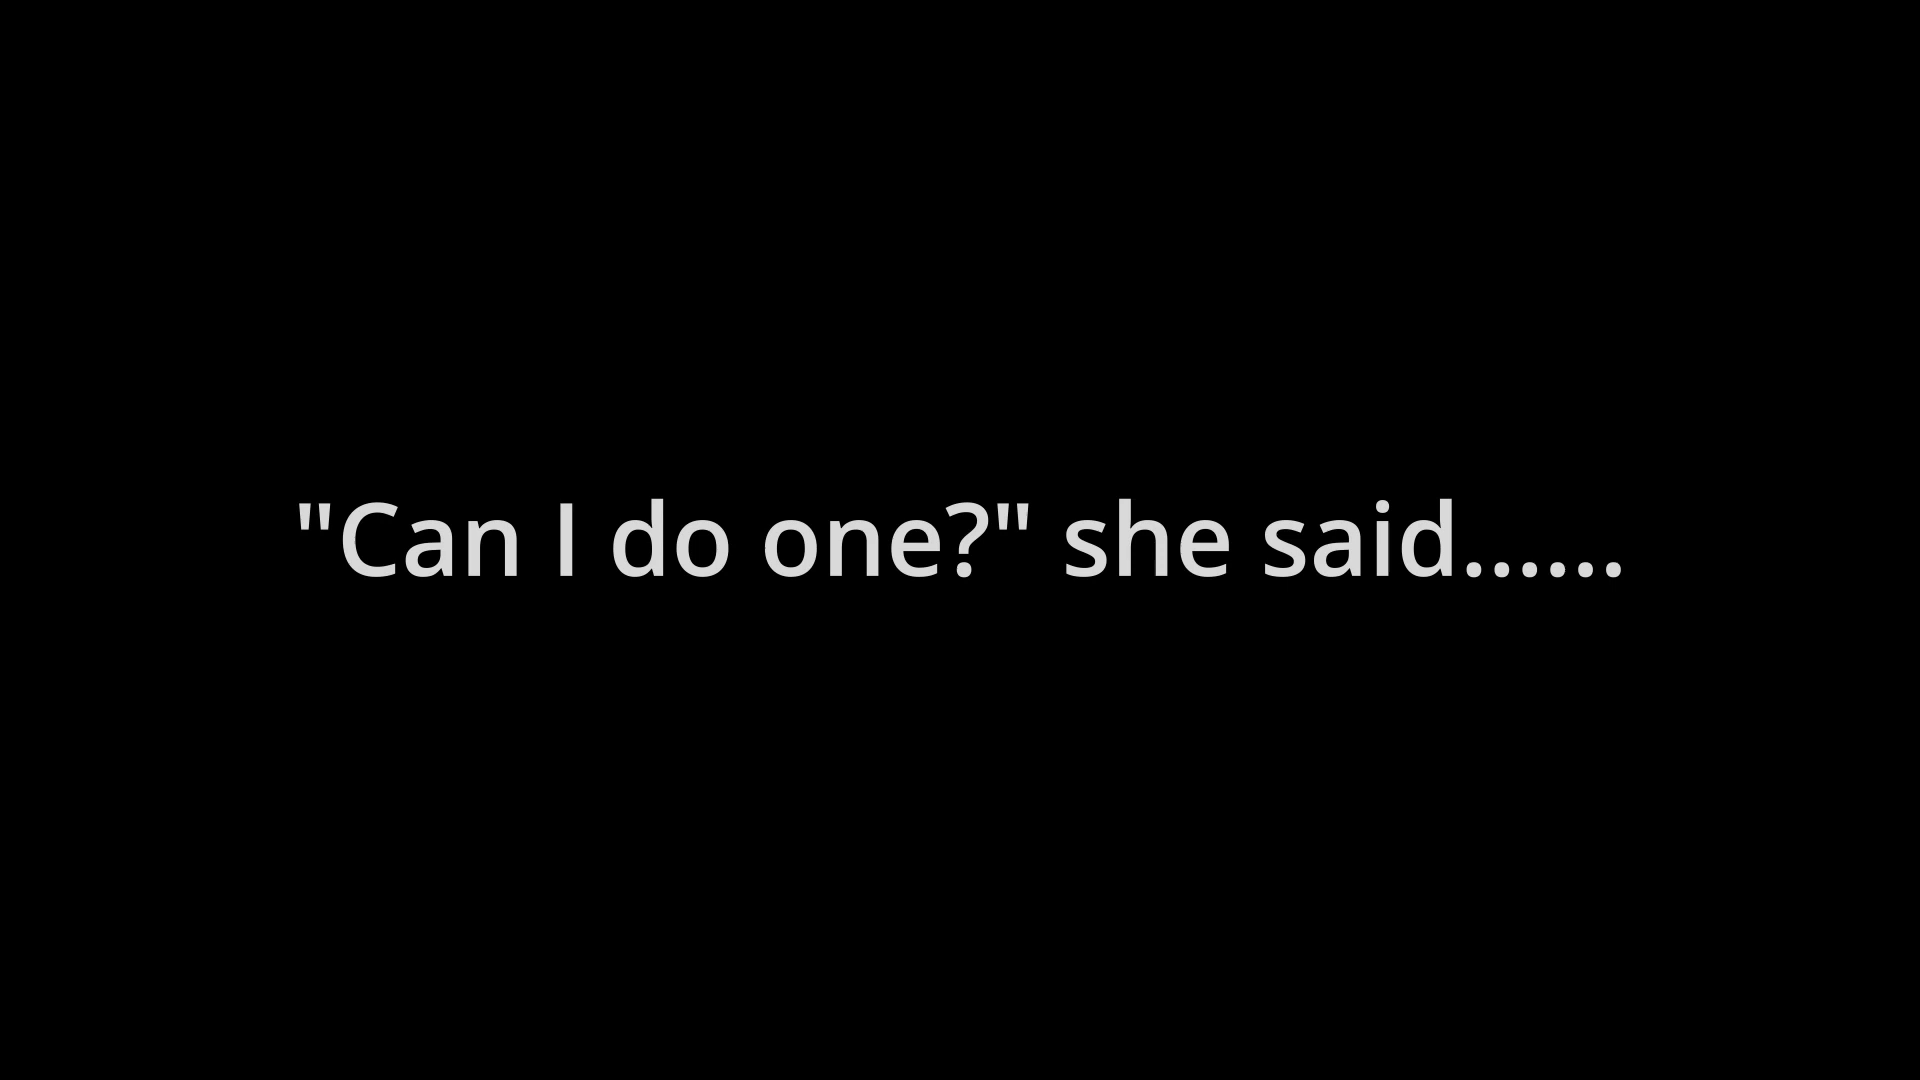 "Can I do one?" she said......